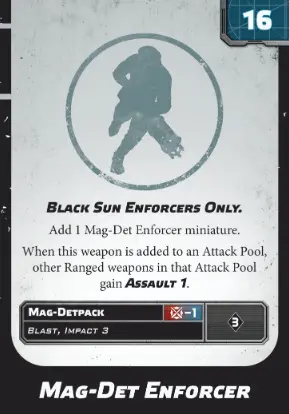 16
BLACK SUN ENFORCERS ONLY.
Add 1 Mag-Det Enforcer miniature.
When this weapon is added to an Attack Pool,
other Ranged weapons in that Attack Pool
gain ASSAULT 1.
MAG-DETPACK
-1
3
BLAST, IMPACT 3
MAG-DET ENFORCER